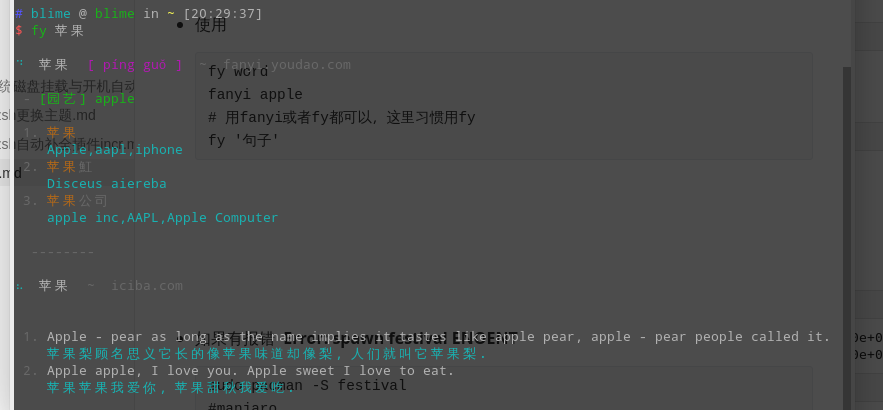 # blime @ blime in ~ [20:29:37]
$ fy 苹果
苹果 [ píng guǒ ] ~ fanyi.youdao.com
- [园艺] apple
1. 苹果
Apple,aapl,iphone
2. 苹果魟
Disceus aiereba
3. 苹果公司
apple inc,AAPL,Apple Computer
--------
苹果 ~ iciba.com
1. Apple - pear as long as the name implies it tastes like apple pear, apple - pear people called it.
苹果梨顾名思义它长的像苹果味道却像梨, 人们就叫它苹果梨.
2. Apple apple, I love you. Apple sweet I love to eat.
苹果苹果我爱你, 苹果甜秋我爱吃.
使用
fy word
fanyi apple
# 用fanyi或者fy都可以, 这里习惯用fy
fy '句子'
sudo pacman -S festival
#manjaro
统磁盘挂载与开机自动
zsh更换主题.md
zsh自动补全插件incr.m
.md
0e+0
0e+0